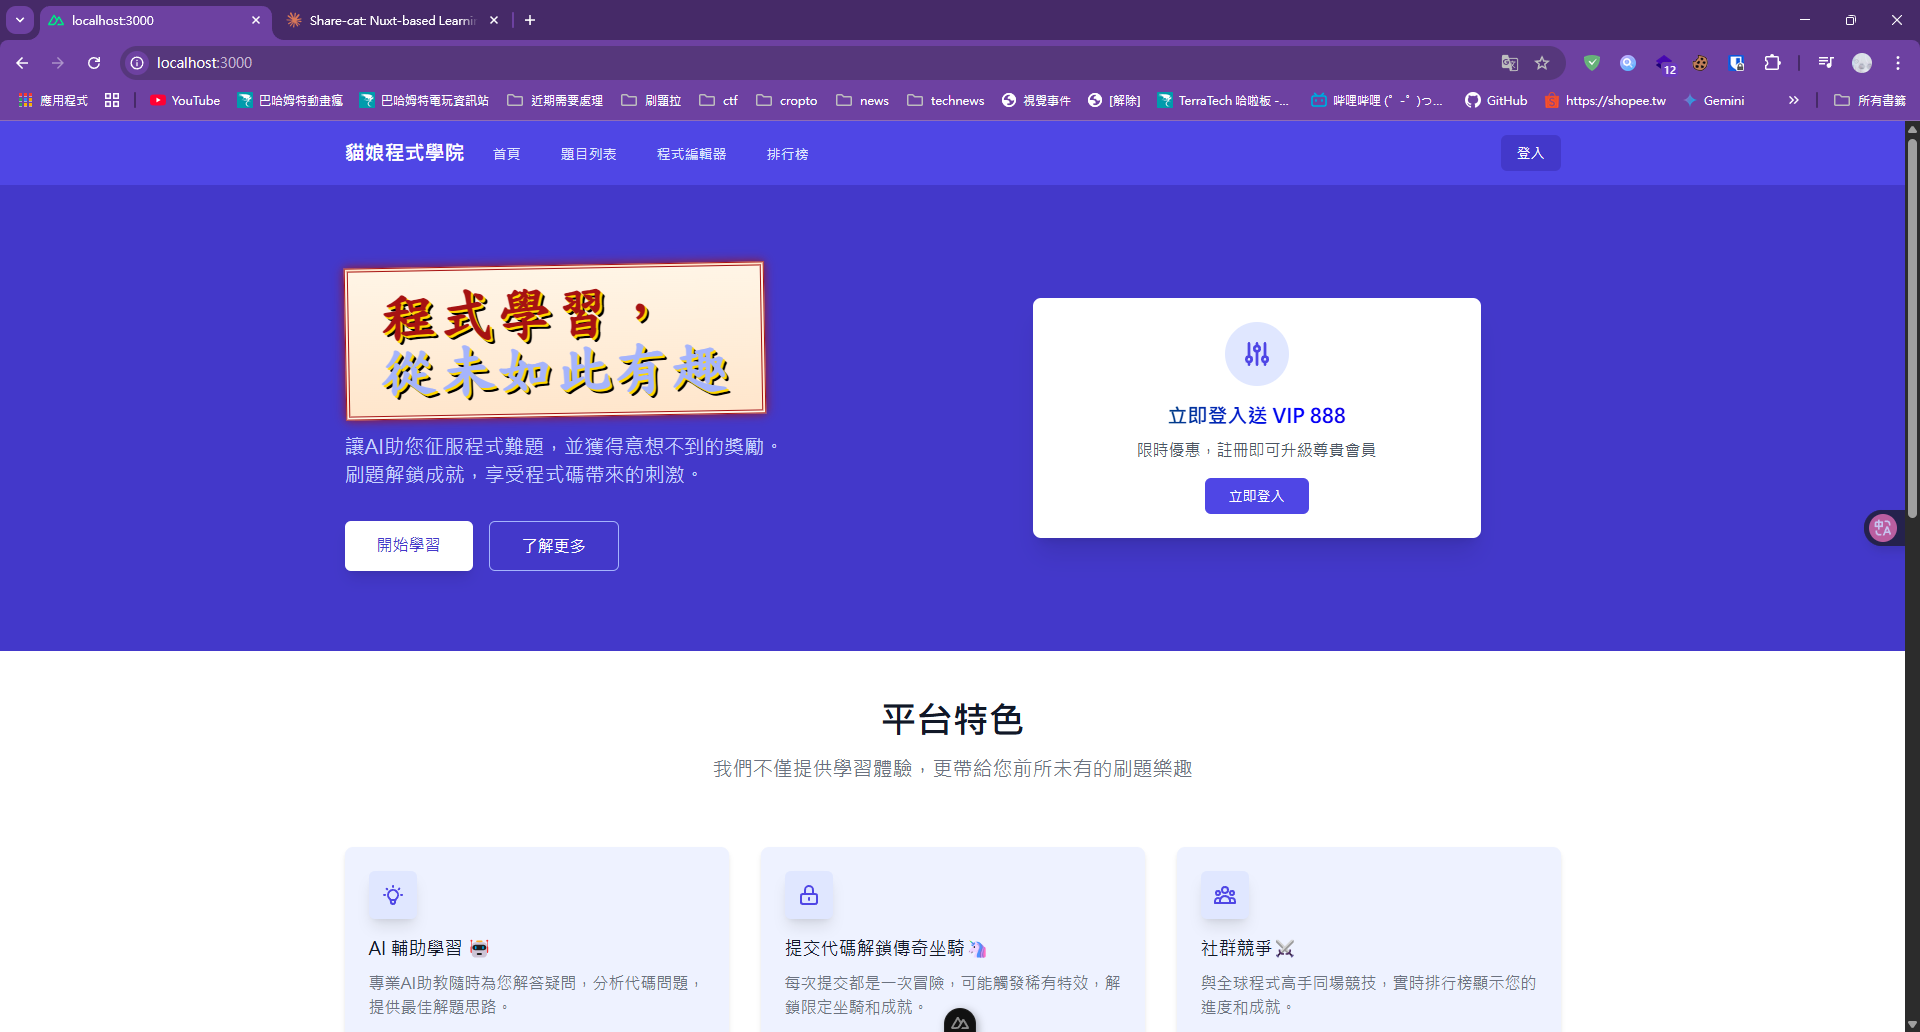 localhost:3000
Share-cat: Nuxt-based Learni
localhost:3000
12
應用程式
YouTube
巴哈姆特動畫瘋
巴哈姆特電玩資訊站
近期需要處理
刷題拉
ctf
cropto
news
technews
視覺事件
[解除]
TerraTech 哈啦板 -...
嗶哩嗶哩 (゜-゜)つ...
GitHub
https://shopee.tw
Gemini
所有書籤
貓娘程式學院
首頁
題目列表
程式編輯器
排行榜
登入
程式學習，
從未如此有趣
讓AI助您征服程式難題，並獲得意想不到的獎勵。
刷題解鎖成就，享受程式碼帶來的刺激。
開始學習
了解更多
立即登入送 VIP 888
限時優惠，註冊即可升級尊貴會員
立即登入
平台特色
我們不僅提供學習體驗，更帶給您前所未有的刷題樂趣
AI 輔助學習 🤖
專業AI助教隨時為您解答疑問，分析代碼問題，
提供最佳解題思路。
提交代碼解鎖傳奇坐騎🦄
每次提交都是一次冒險，可能觸發稀有特效，解
鎖限定坐騎和成就。
社群競爭⚔️
與全球程式高手同場競技，實時排行榜顯示您的
進度和成就。